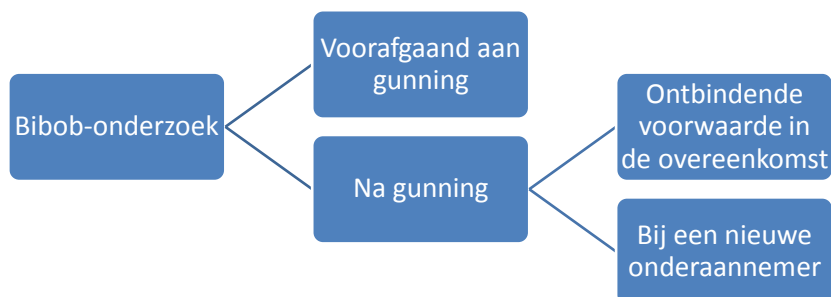 Bibob-onderzoek
Voorafgaand aan
gunning
Na gunning
Ontbindende
voorwaarde in
de overeenkomst
Bij een nieuwe
onderaannemer